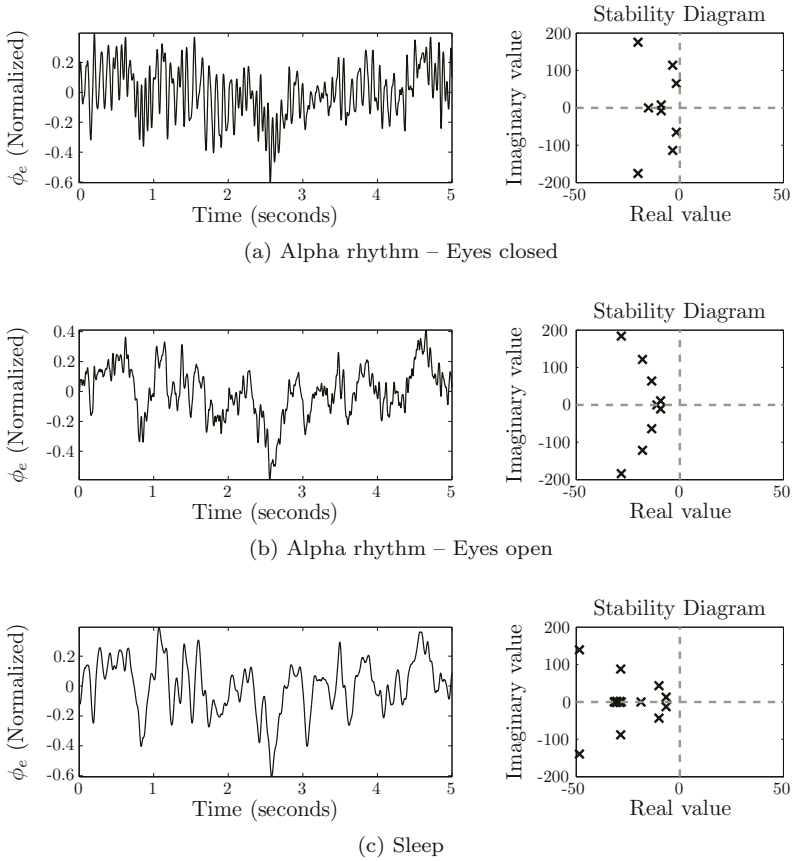 Stability Diagram
ϕe (Normalized)
0.2
0
-0.2
-0.4
-0.6
0 1 2 3 4 5
Time (seconds)
Imaginary value
200
100
0
-100
-200
0 50
Real value
(a) Alpha rhythm – Eyes closed
Stability Diagram
ϕe (Normalized)
0.4
0.2
0
-0.2
-0.4
0 1 2 3 4 5
Time (seconds)
Imaginary value
200
100
0
-100
-200
-50 0 50
Real value
(b) Alpha rhythm – Eyes open
Stability Diagram
ϕe (Normalized)
0.2
0
-0.2
-0.4
-0.6
0 1 2 3 4 5
Time (seconds)
Imaginary value
200
100
0
-100
-200
-50 0 50
Real value
(c) Sleep